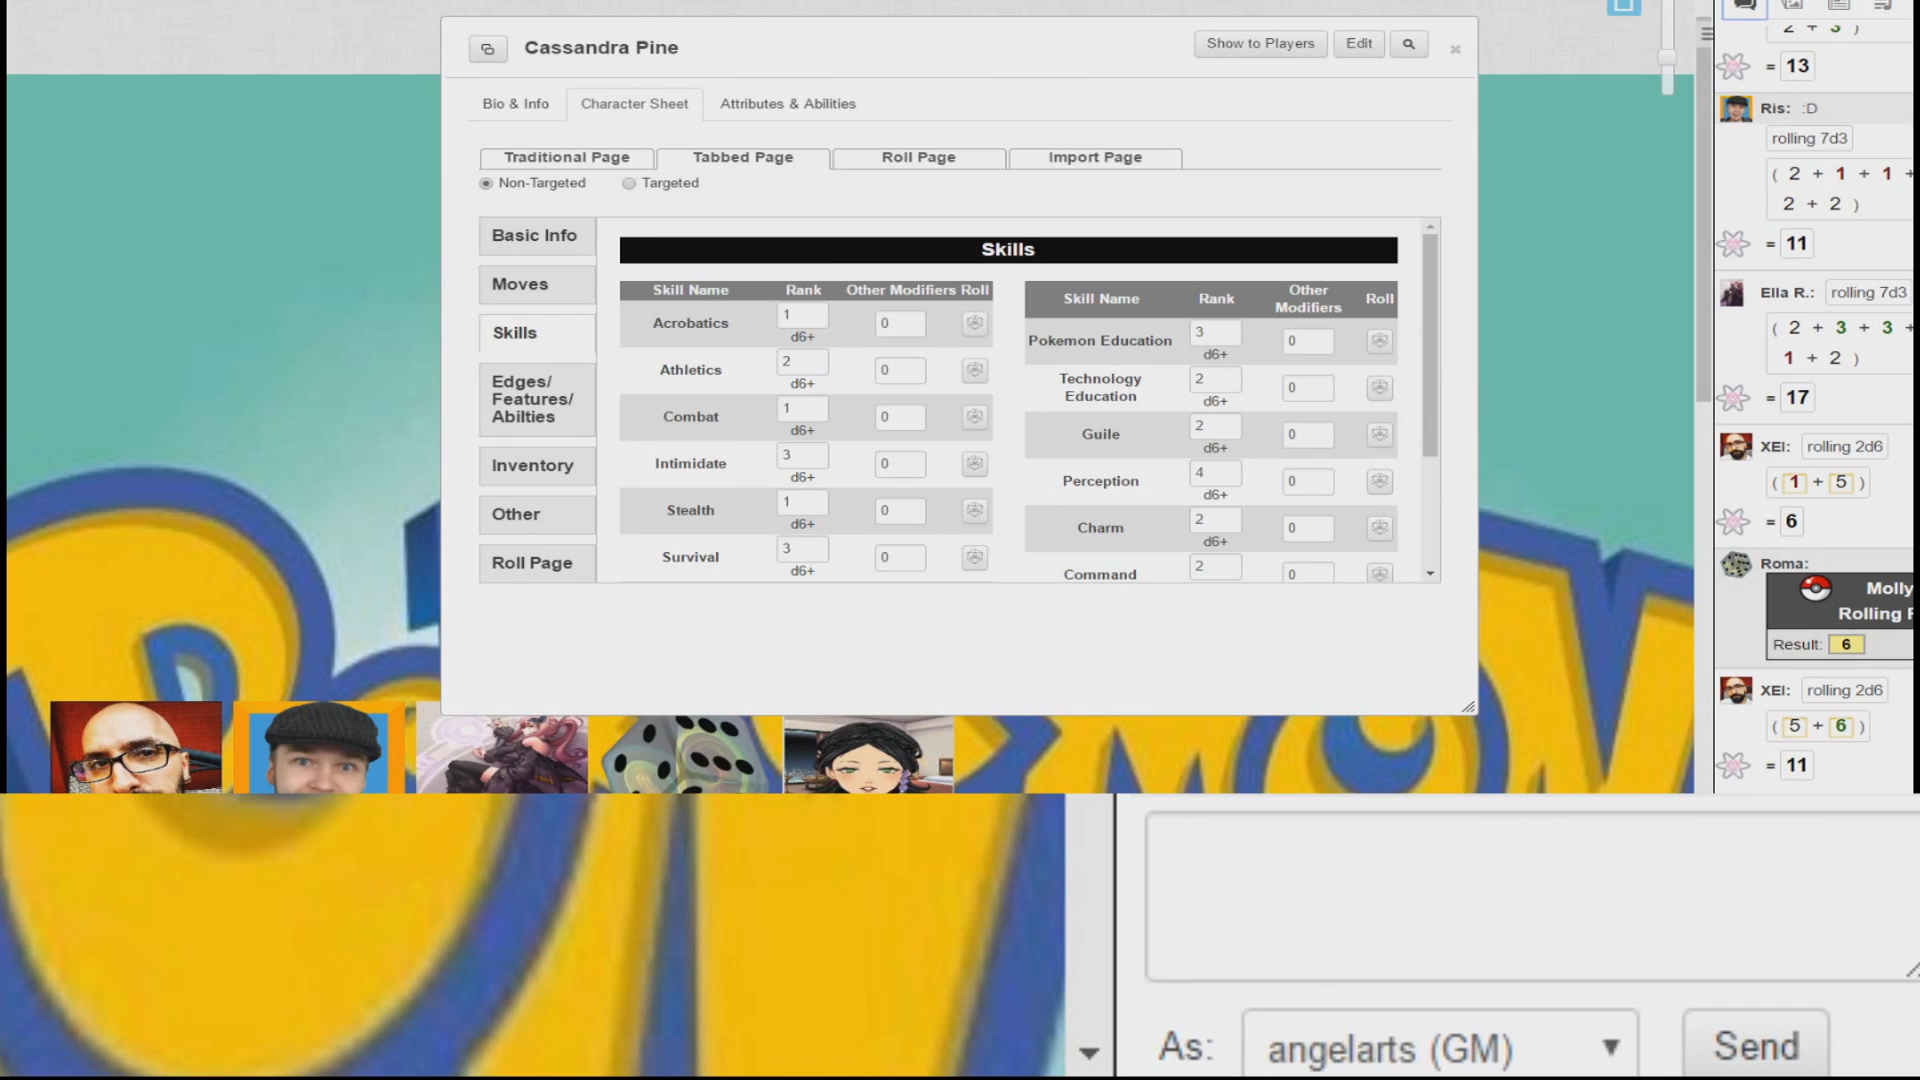 Cassandra Pine
Show to Players
Edit
Bio & Info
Character Sheet
Attributes & Abilities
Traditional Page
Tabbed Page
Roll Page
Import Page
Non-Targeted
Targeted
Basic Info
Moves
Skills
Edges/
Features/
Abilties
Inventory
Other
Roll Page
Skills
Skill Name Rank Other Modifiers Roll
Acrobatics 1 d6+ 0
Athletics 2 d6+ 0
Combat 1 d6+ 0
Intimidate 3 d6+ 0
Stealth 1 d6+ 0
Survival 3 d6+ 0
Skill Name Rank Other Modifiers Roll
Pokemon Education 3 d6+ 0
Technology Education 2 d6+ 0
Guile 2 d6+ 0
Perception 4 d6+ 0
Charm 2 d6+ 0
Command 2 0
2 + 3 )
= 13
Ris: :D
rolling 7d3
( 2 + 1 + 1 +
2 + 2 )
= 11
Ella R.: rolling 7d3
( 2 + 3 + 3 +
1 + 2 )
= 17
XEI: rolling 2d6
( 1 + 5 )
= 6
Roma:
Molly
Rolling
Result: 6
XEI: rolling 2d6
( 5 + 6 )
= 11
As: angelarts (GM)
Send